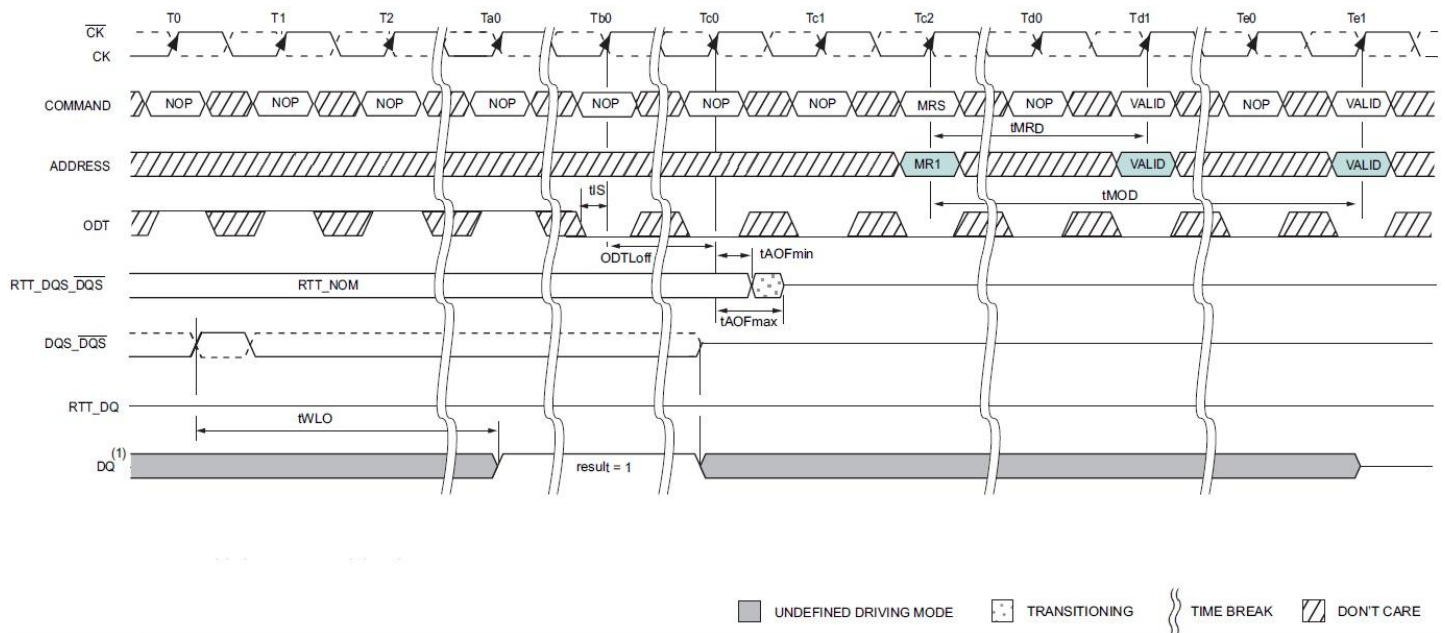 T0 T1 T2 Ta0 Tb0 Tc0 Tc1 Tc2 Td0 Td1 Te0 Te1
CK
CK
COMMAND NOP NOP NOP NOP NOP NOP NOP MRS NOP VALID NOP VALID
tMRD
ADDRESS MR1 VALID VALID
tIS
tMOD
ODT
ODTLoff
tAOFmin
RTT_DQS_DQS RTT_NOM
tAOFmax
DQS_DQS
RTT_DQ
tWLO
DQ(1) result = 1
UNDEFINED DRIVING MODE TRANSITIONING TIME BREAK DON'T CARE